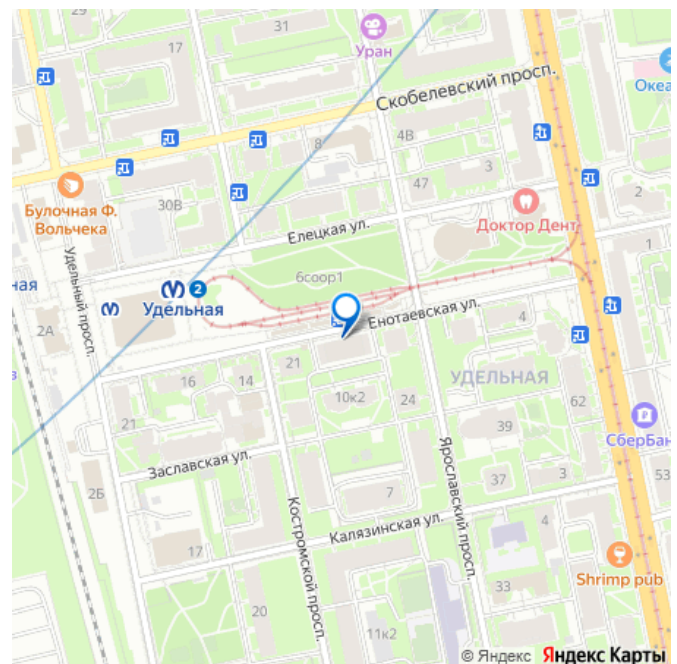 31
17
Уран
Скобелевский просп.
Океа
8
4В
3
47
2
Булочная Ф.
Вольчека
30В
Доктор Дент
Елецкая ул.
1
6соор1
ная
2
Удельная
Удельный просп.
2А
Енотаевская ул.
4
21
16
14
УДЕЛЬНАЯ
10к2
24
62
21
39
СберБан
Заславская ул.
Ярославский просп.
53
2Б
37
3
7
Костромской просп.
Калязинская ул.
4
17
Shrimp pub
33
20
11к2
© Яндекс Яндекс Карты